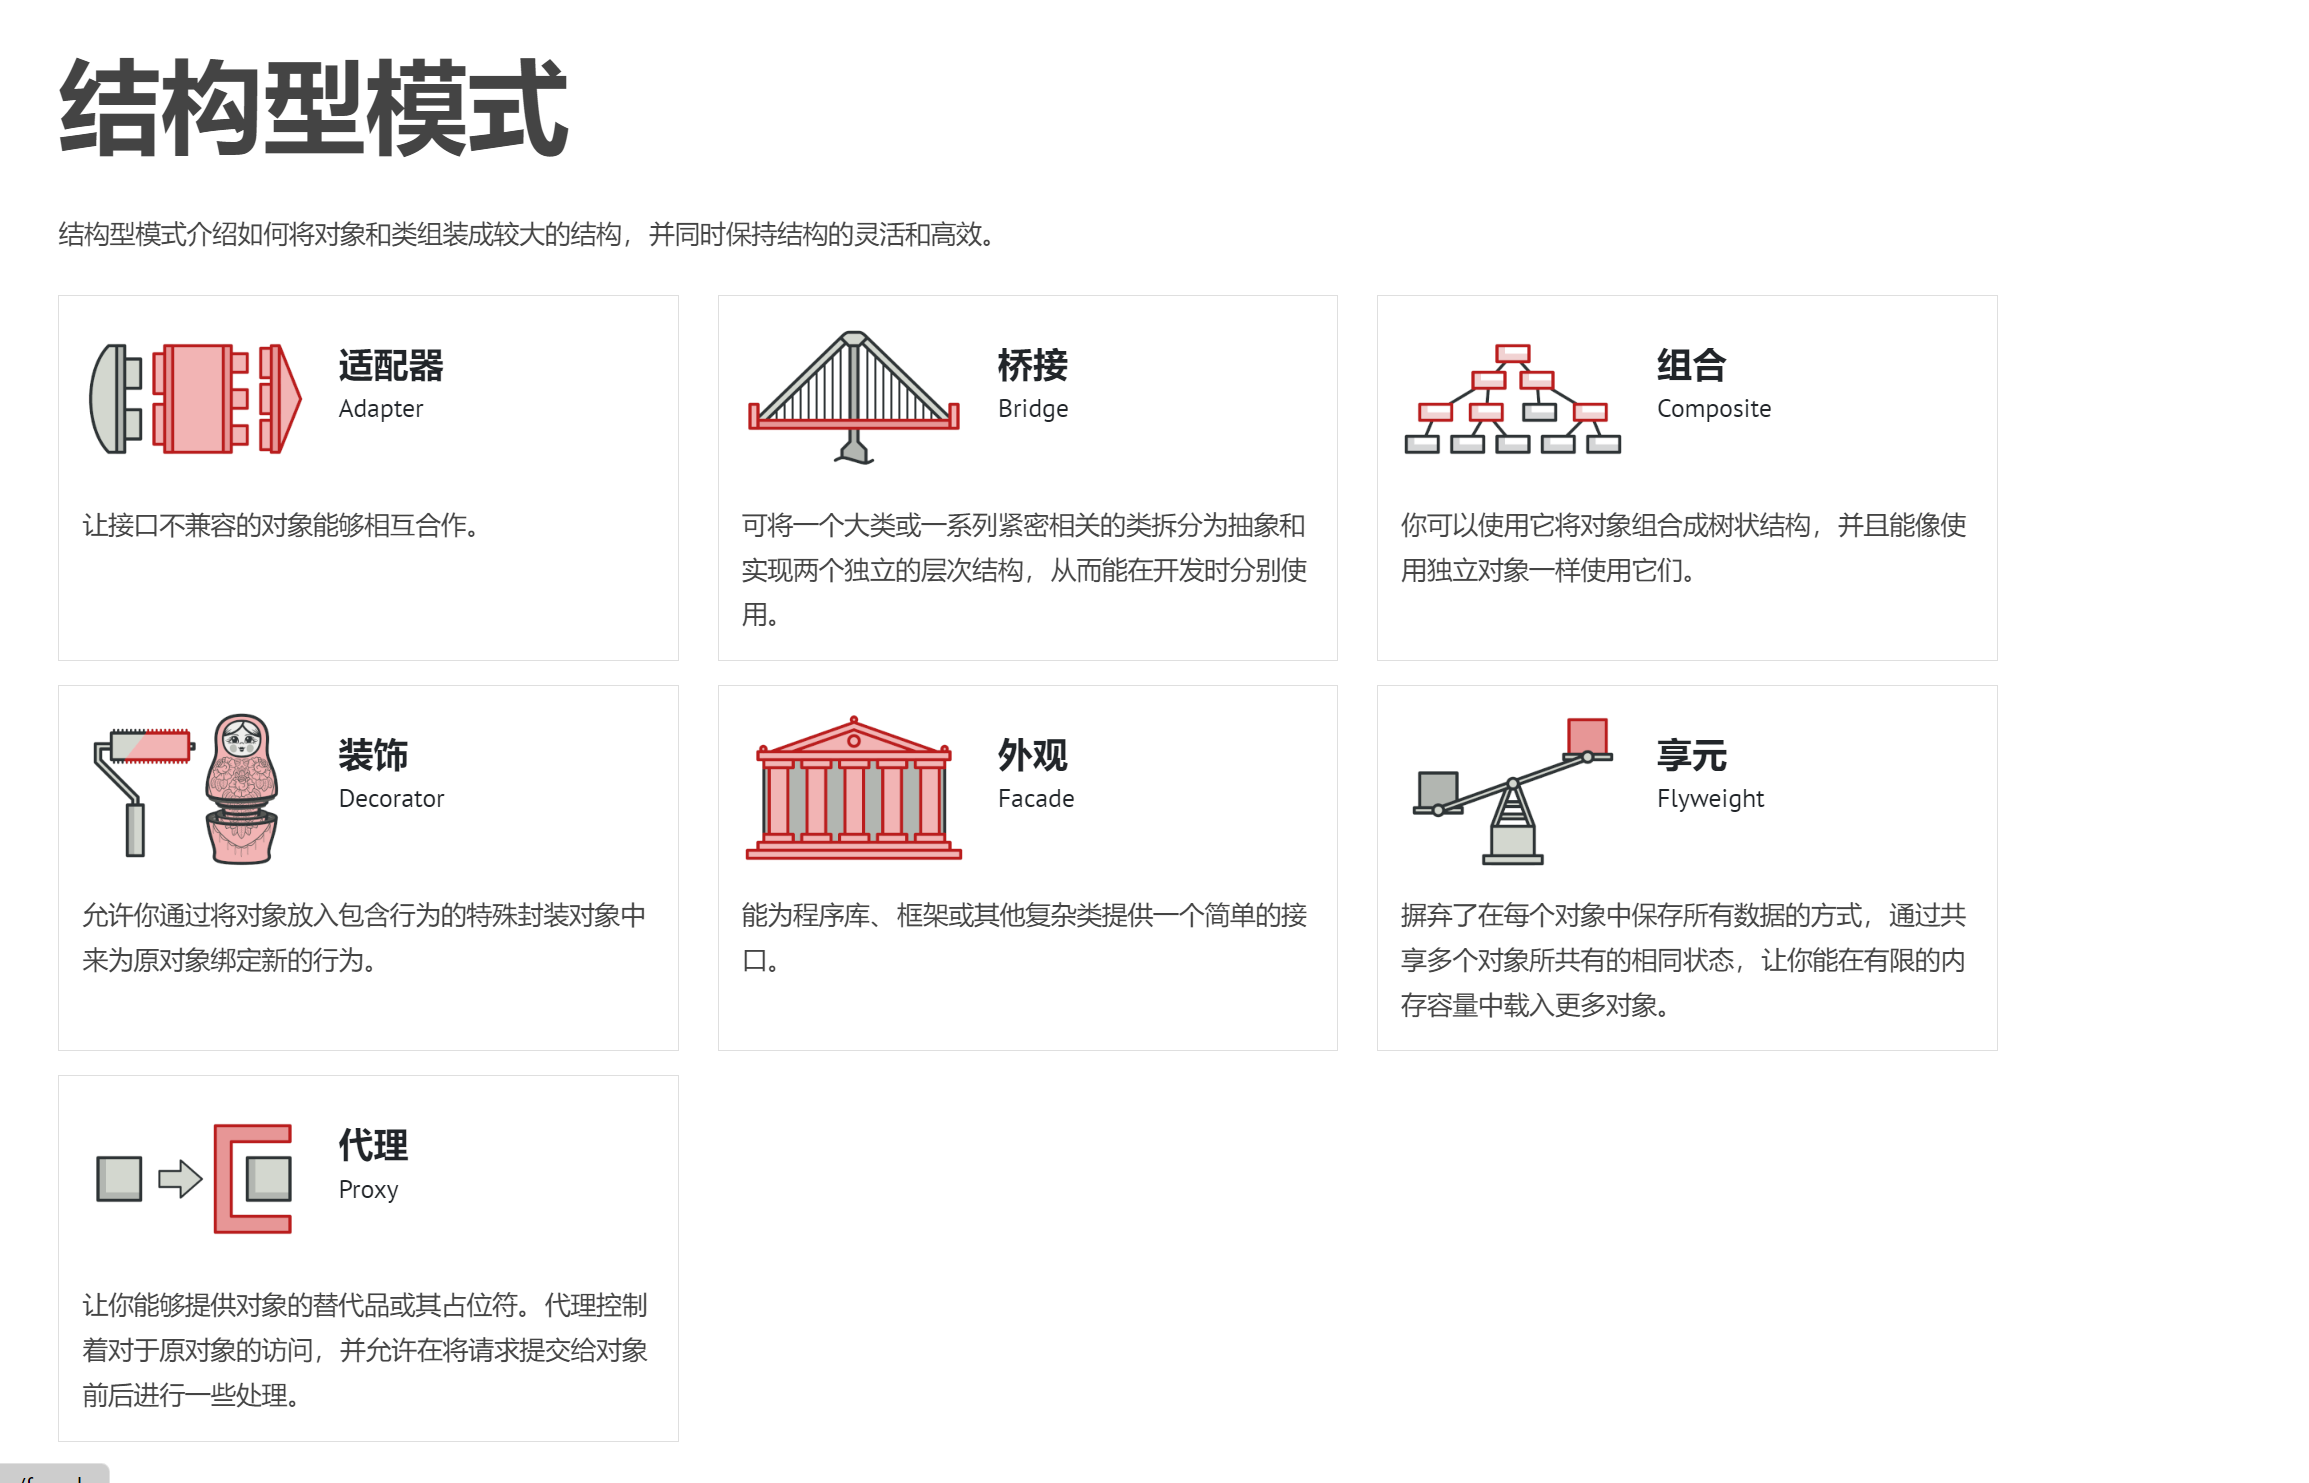 结构型模式
结构型模式介绍如何将对象和类组装成较大的结构，并同时保持结构的灵活和高效。
适配器
Adapter
让接口不兼容的对象能够相互合作。
桥接
Bridge
可将一个大类或一系列紧密相关的类拆分为抽象和
实现两个独立的层次结构，从而能在开发时分别使
用。
组合
Composite
你可以使用它将对象组合成树状结构，并且能像使
用独立对象一样使用它们。
装饰
Decorator
允许你通过将对象放入包含行为的特殊封装对象中
来为原对象绑定新的行为。
外观
Facade
能为程序库、框架或其他复杂类提供一个简单的接
口。
享元
Flyweight
摒弃了在每个对象中保存所有数据的方式，通过共
享多个对象所共有的相同状态，让你能在有限的内
存容量中载入更多对象。
代理
Proxy
让你能够提供对象的替代品或其占位符。代理控制
着对于原对象的访问，并允许在将请求提交给对象
前后进行一些处理。